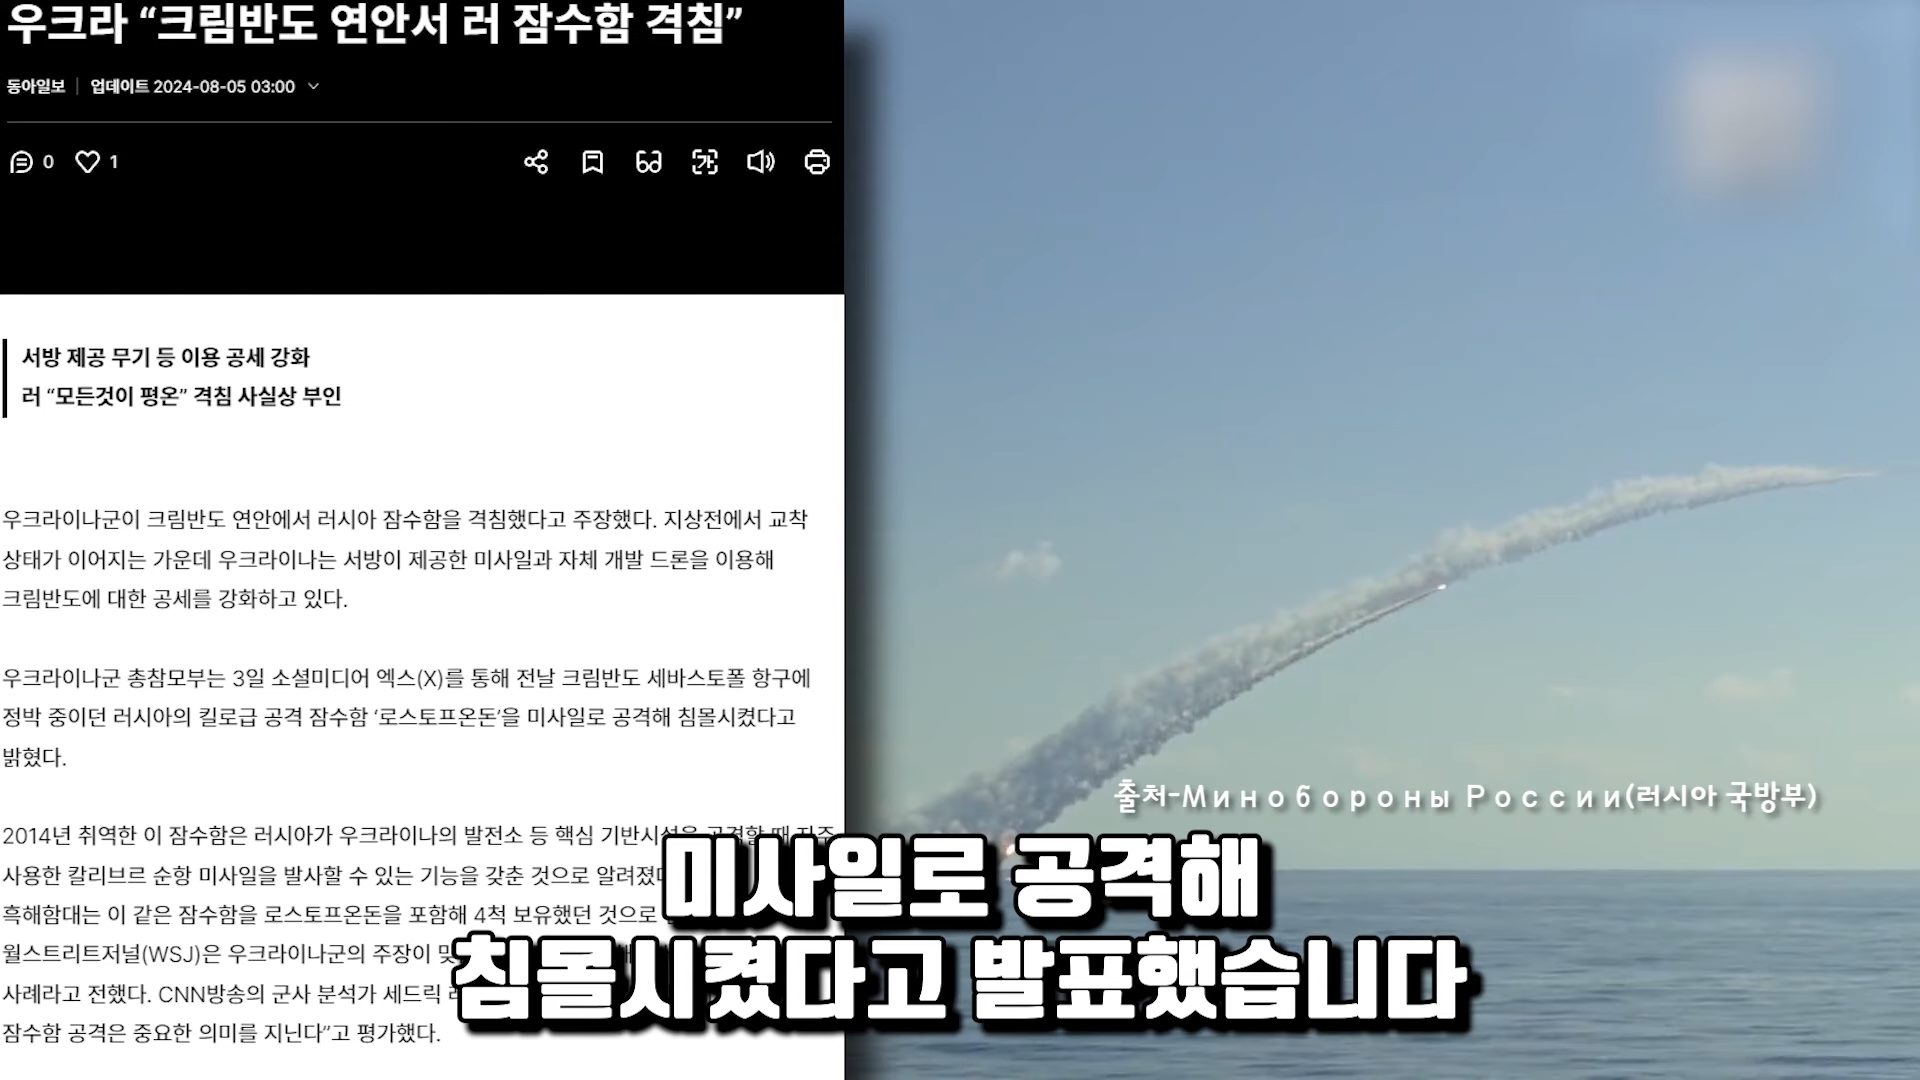 우크라 “크림반도 연안서 러 잠수함 격침”
동아일보 | 업데이트 2024-08-05 03:00
0 1
가
서방 제공 무기 등 이용 공세 강화
러 “모든것이 평온” 격침 사실상 부인
우크라이나군이 크림반도 연안에서 러시아 잠수함을 격침했다고 주장했다. 지상전에서 교착
상태가 이어지는 가운데 우크라이나는 서방이 제공한 미사일과 자체 개발 드론을 이용해
크림반도에 대한 공세를 강화하고 있다.
우크라이나군 총참모부는 3일 소셜미디어 엑스(X)를 통해 전날 크림반도 세바스토폴 항구에
정박 중이던 러시아의 킬로급 공격 잠수함 ‘로스토프온돈’을 미사일로 공격해 침몰시켰다고
밝혔다.
2014년 취역한 이 잠수함은 러시아가 우크라이나의 발전소 등 핵심 기반시설을 공격할 때 자주
사용한 칼리브르 순항 미사일을 발사할 수 있는 기능을 갖춘 것으로
흑해함대는 이 같은 잠수함을 로스토프온돈을 포함해 4척 보유했던 것으로
월스트리트저널(WSJ)은 우크라이나군의 주장이
사례라고 전했다. CNN방송의 군사 분석가 세드릭
잠수함 공격은 중요한 의미를 지닌다”고 평가했다.
출처-Минобороны России(러시아 국방부)
미사일로 공격해
침몰시켰다고 발표했습니다